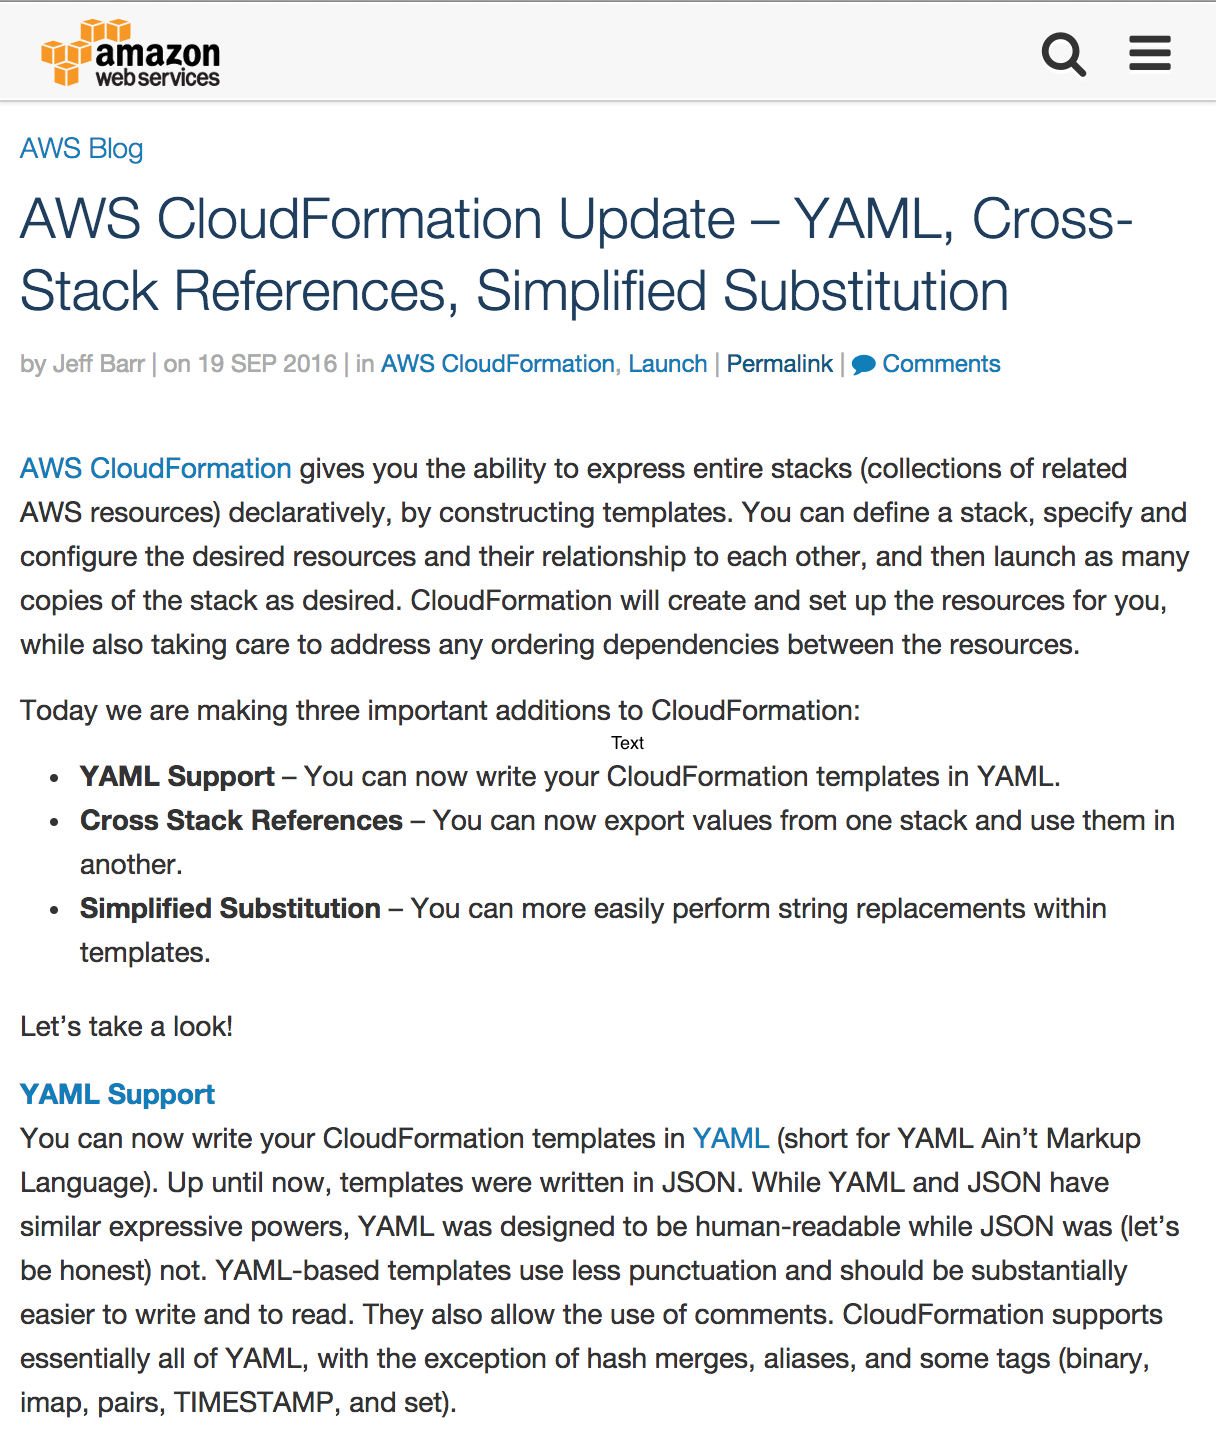 amazon
web services
AWS Blog
AWS CloudFormation Update – YAML, Cross-
Stack References, Simplified Substitution
by Jeff Barr | on 19 SEP 2016 | in AWS CloudFormation, Launch | Permalink | Comments
AWS CloudFormation gives you the ability to express entire stacks (collections of related
AWS resources) declaratively, by constructing templates. You can define a stack, specify and
configure the desired resources and their relationship to each other, and then launch as many
copies of the stack as desired. CloudFormation will create and set up the resources for you,
while also taking care to address any ordering dependencies between the resources.
Today we are making three important additions to CloudFormation:
Text
• YAML Support – You can now write your CloudFormation templates in YAML.
• Cross Stack References – You can now export values from one stack and use them in
another.
• Simplified Substitution – You can more easily perform string replacements within
templates.
Let’s take a look!
YAML Support
You can now write your CloudFormation templates in YAML (short for YAML Ain’t Markup
Language). Up until now, templates were written in JSON. While YAML and JSON have
similar expressive powers, YAML was designed to be human-readable while JSON was (let’s
be honest) not. YAML-based templates use less punctuation and should be substantially
easier to write and to read. They also allow the use of comments. CloudFormation supports
essentially all of YAML, with the exception of hash merges, aliases, and some tags (binary,
imap, pairs, TIMESTAMP, and set).